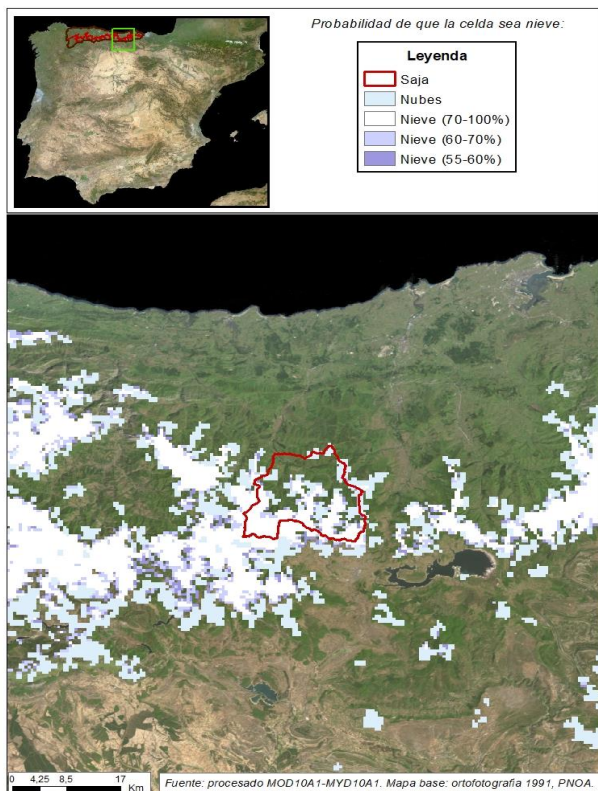 Probabilidad de que la celda sea nieve:
Leyenda
Saja
Nubes
Nieve (70-100%)
Nieve (60-70%)
Nieve (55-60%)
0 4,25 8,5 17
Km
Fuente: procesado MOD10A1-MYD10A1. Mapa base: ortofotografía 1991, PNOA.